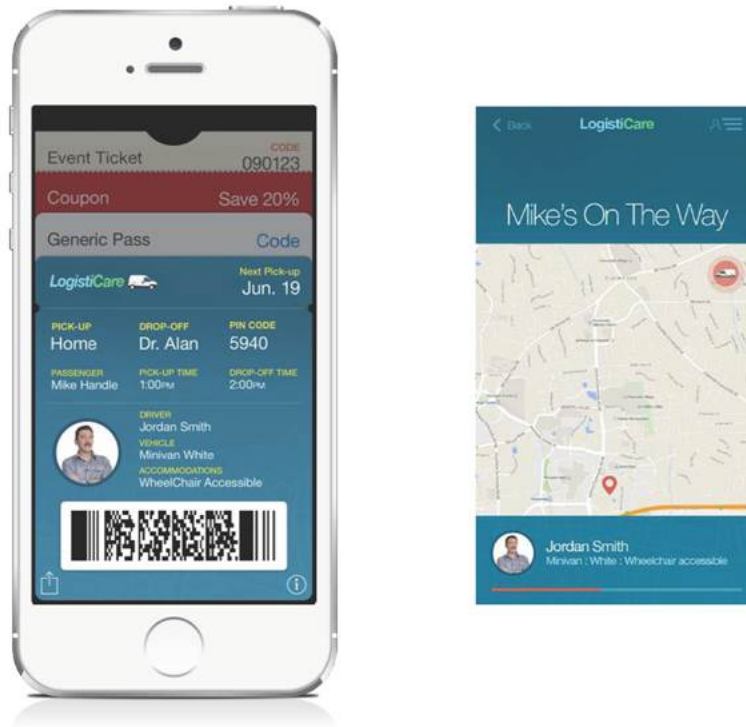 Event Ticket
CODE
090123
Coupon
Save 20%
Generic Pass
Code
LogistiCare
Next Pick-up
Jun. 19
PICK-UP
DROP-OFF
PIN CODE
Home
Dr. Alan
5940
PASSENGER
PICK-UP TIME
DROP-OFF TIME
Mike Handle
1:00PM
2:00PM
DRIVER
Jordan Smith
VEHICLE
Minivan White
ACCOMMODATIONS
WheelChair Accessible
Back
LogistiCare
Mike's On The Way
Jordan Smith
Minivan : White : Wheelchair accessible